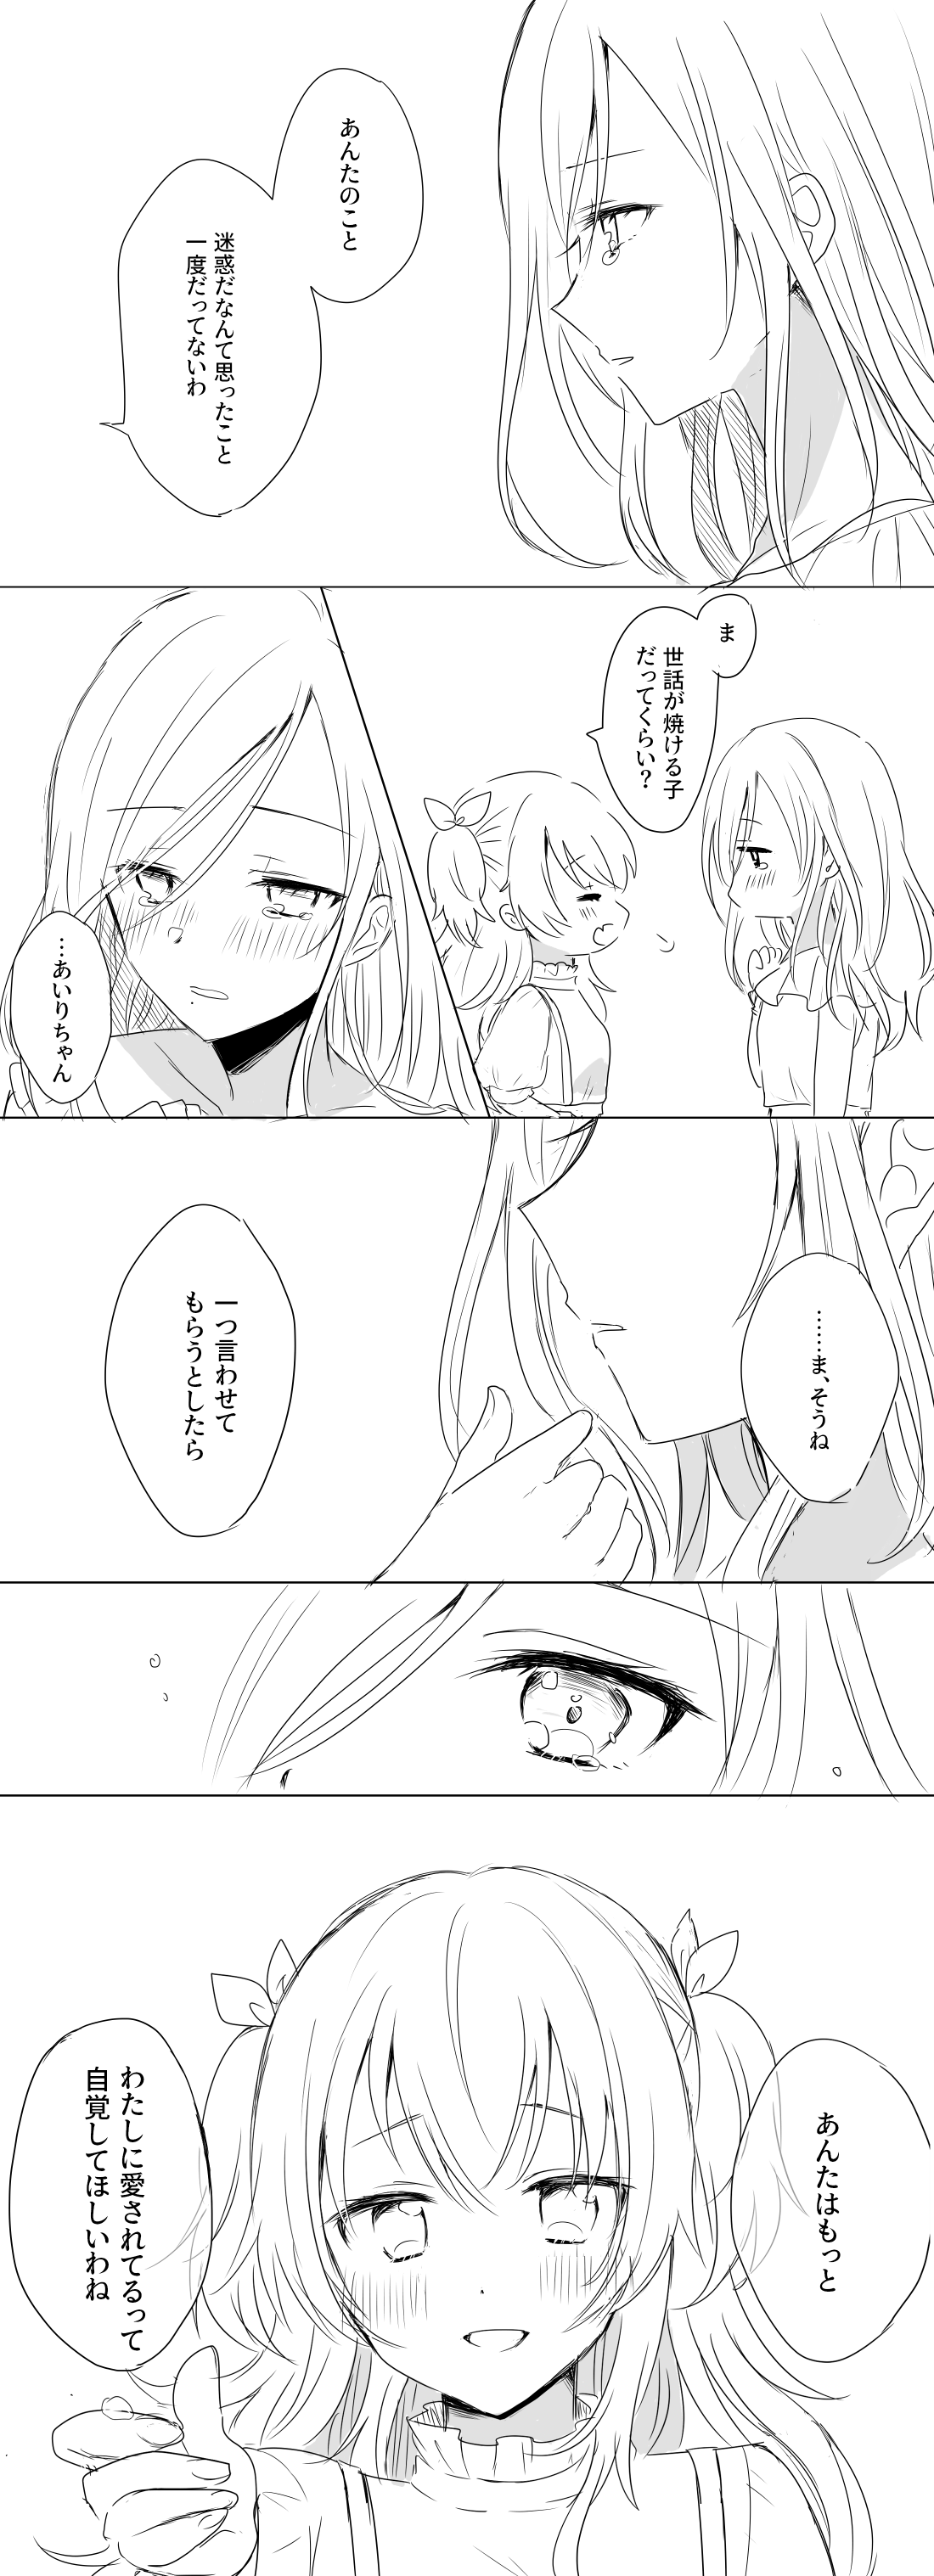 あんたのこと
迷惑だなんて思ったこと
一度だってないわ
ま
世話が焼ける子
だってくらい？
…あいりちゃん
……ま、そうね
一つ言わせて
もらうとしたら
あんたはもっと
わたしに愛されてるって
自覚してほしいわね